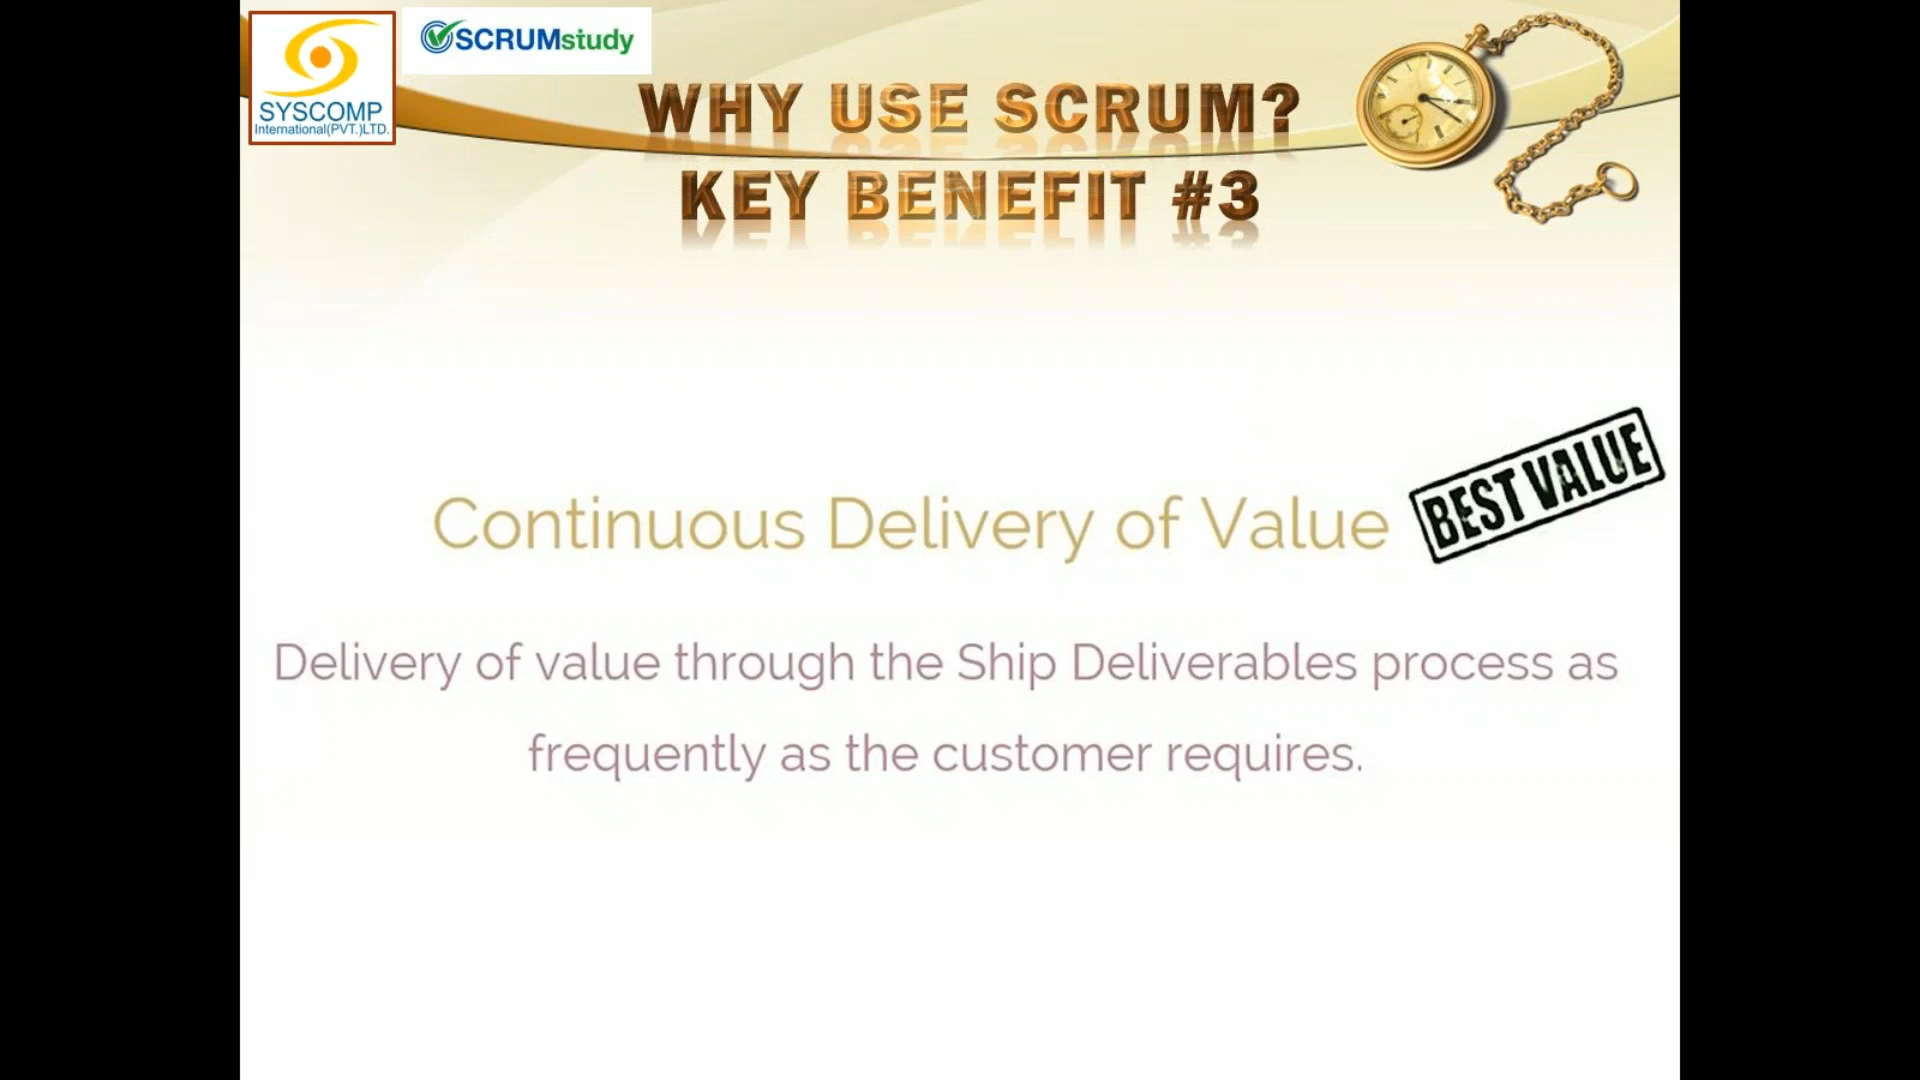 SYSCOMP
International(PVT.)LTD.
SCRUMstudy
WHY USE SCRUM?
KEY BENEFIT #3
BEST VALUE
Continuous Delivery of Value
Delivery of value through the Ship Deliverables process as
frequently as the customer requires.